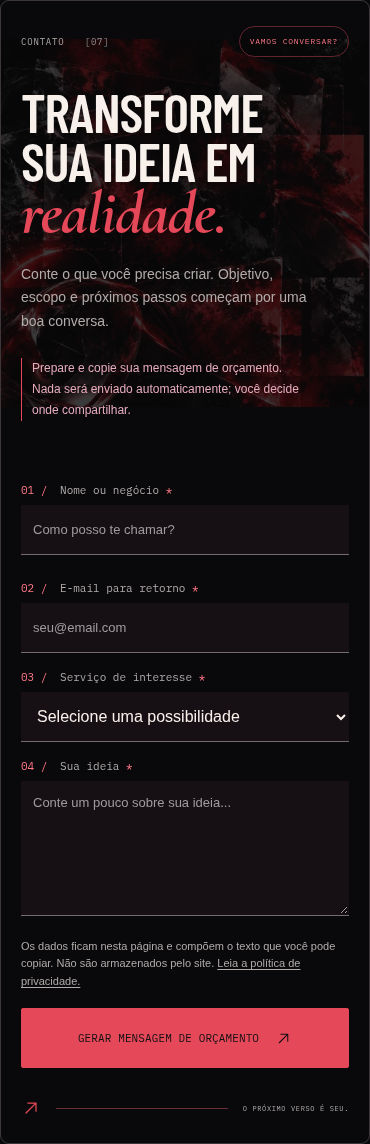 CONTATO [07]
VAMOS CONVERSAR?
TRANSFORME
SUA IDEIA EM
realidade.
Conte o que você precisa criar. Objetivo,
escopo e próximos passos começam por uma
boa conversa.
Prepare e copie sua mensagem de orçamento.
Nada será enviado automaticamente; você decide
onde compartilhar.
01 / Nome ou negócio *
Como posso te chamar?
02 / E-mail para retorno *
seu@email.com
03 / Serviço de interesse *
Selecione uma possibilidade
04 / Sua ideia *
Conte um pouco sobre sua ideia...
Os dados ficam nesta página e compõem o texto que você pode
copiar. Não são armazenados pelo site. Leia a política de
privacidade.
GERAR MENSAGEM DE ORÇAMENTO
O PRÓXIMO VERSO É SEU.